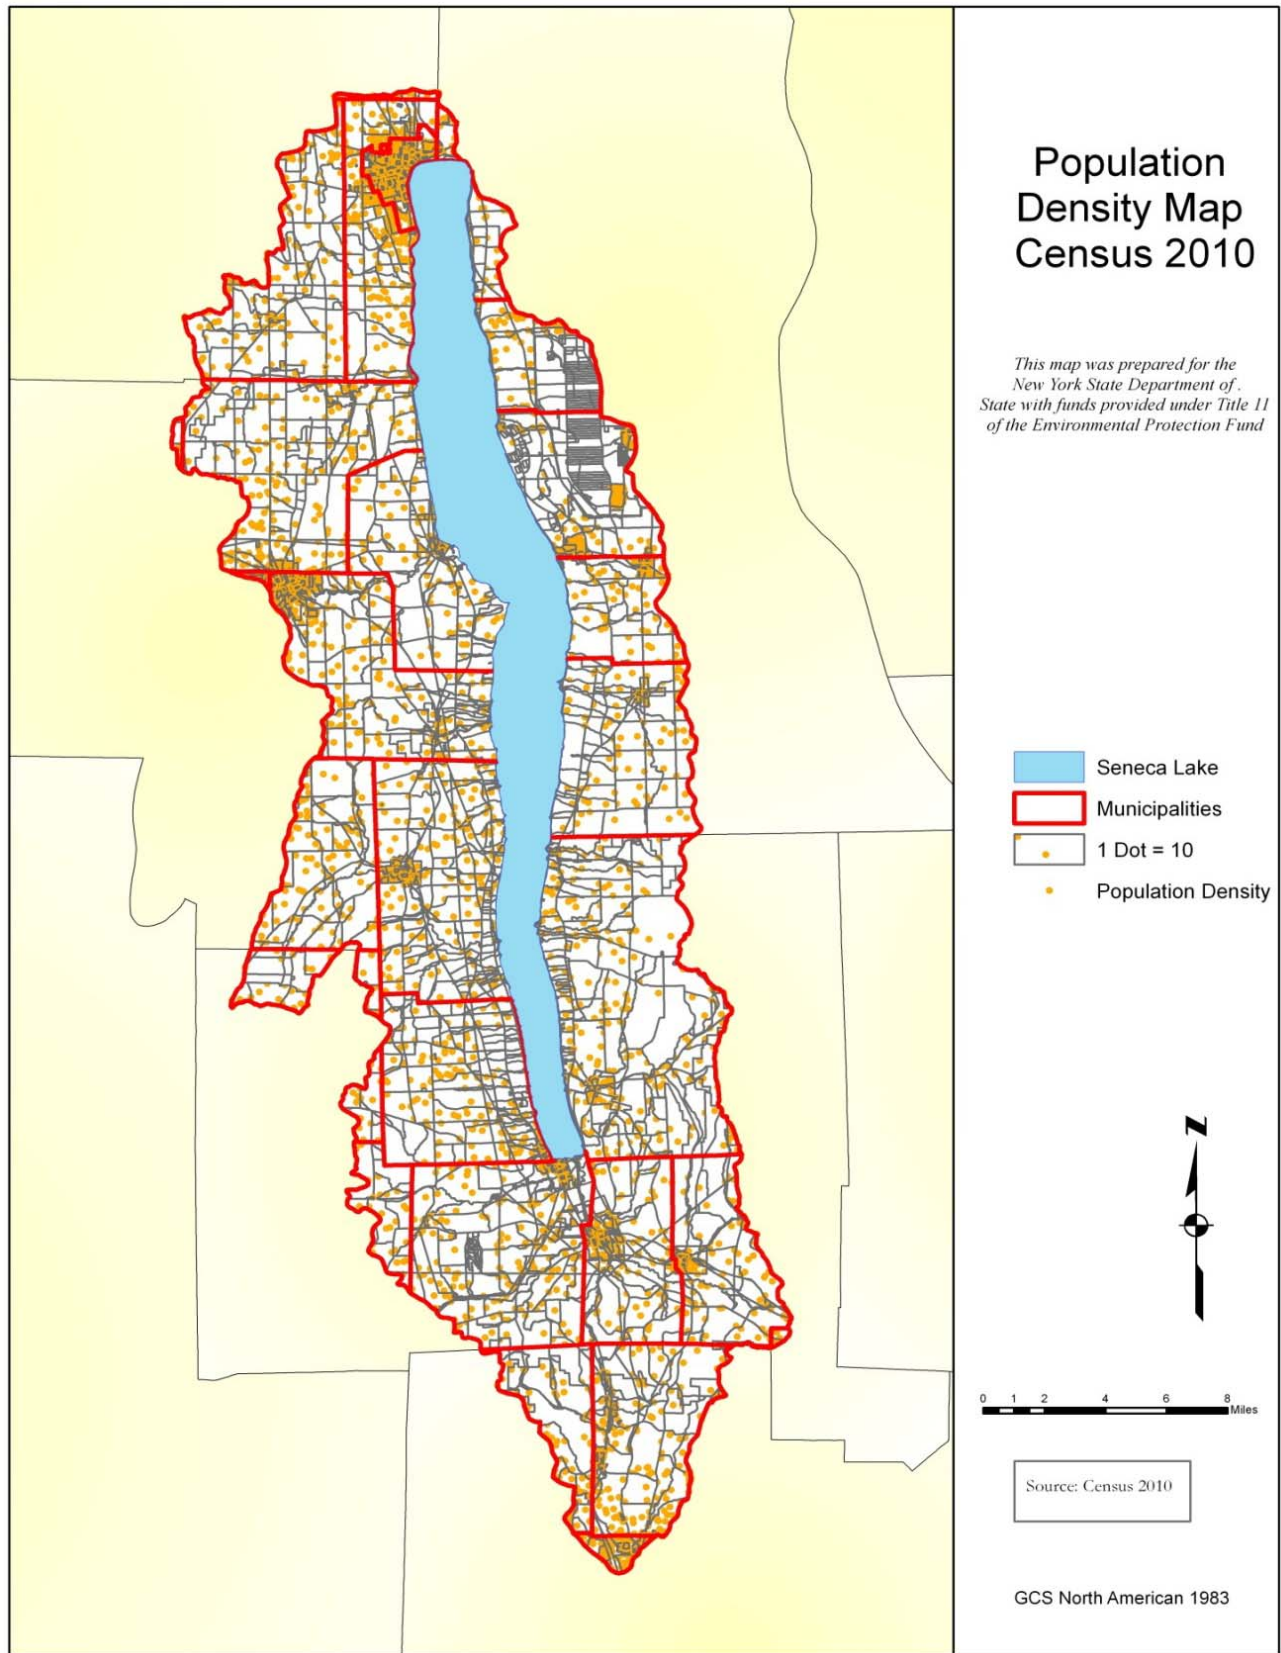 Population
Density Map
Census 2010
This map was prepared for the
New York State Department of .
State with funds provided under Title 11
of the Environmental Protection Fund
Seneca Lake
Municipalities
1 Dot = 10
Population Density
N
0 1 2 4 6 8
Miles
Source: Census 2010
GCS North American 1983